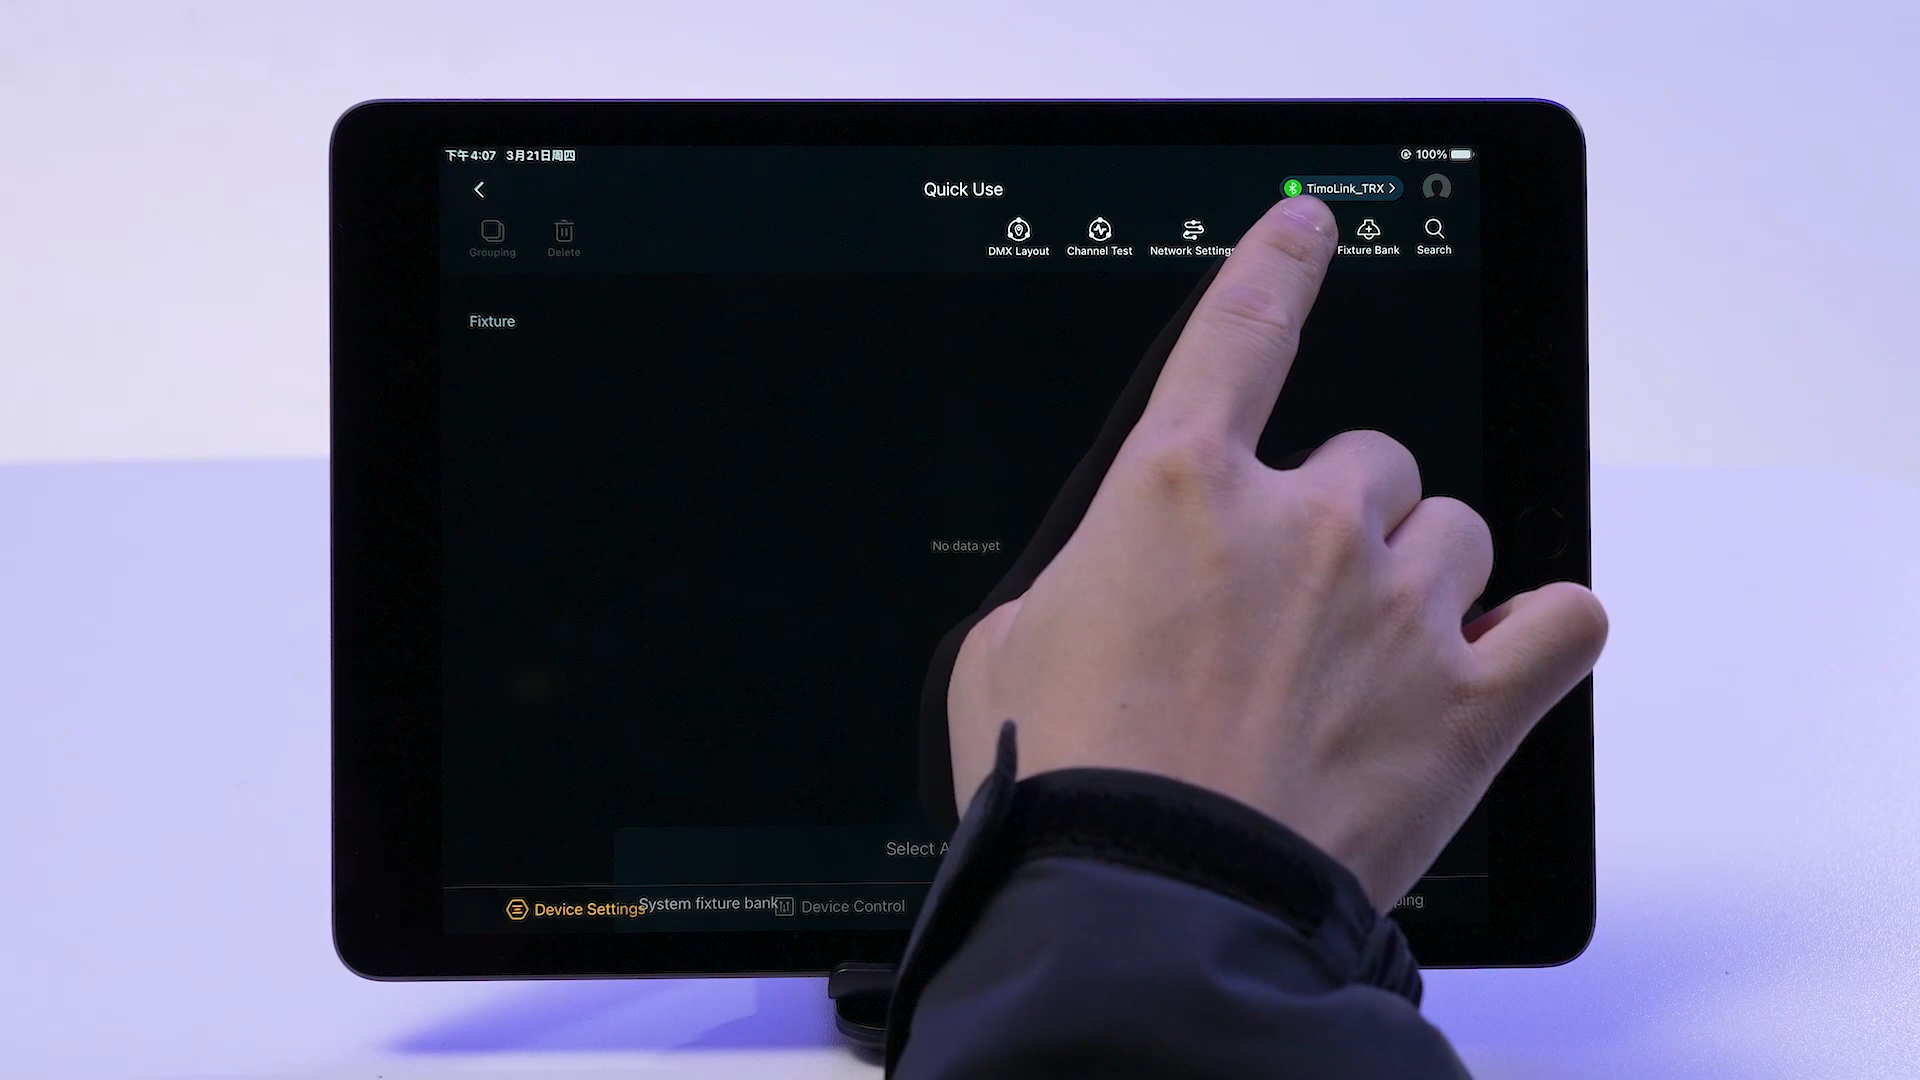 下午4:07 3月21日周四
100%
Quick Use
TimoLink_TRX
Grouping
Delete
DMX Layout
Channel Test
Network Settings
Fixture Bank
Search
Fixture
No data yet
Select A
Device Settings
System fixture bank
Device Control
ping